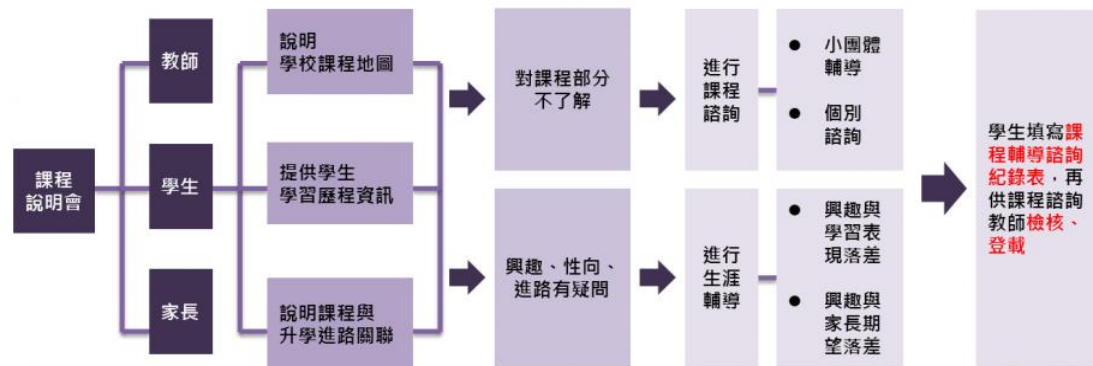 課程
說明會
教師
學生
家長
說明
學校課程地圖
提供學生
學習歷程資訊
說明課程與
升學進路關聯
對課程部分
不了解
興趣、性向、
進路有疑問
進行
課程
諮詢
進行
生涯
輔導
● 小團體
輔導
● 個別
諮詢
● 興趣與
學習表
現落差
● 興趣與
家長期
望落差
學生填寫課
程輔導諮詢
紀錄表，再
供課程諮詢
教師檢核、
登載